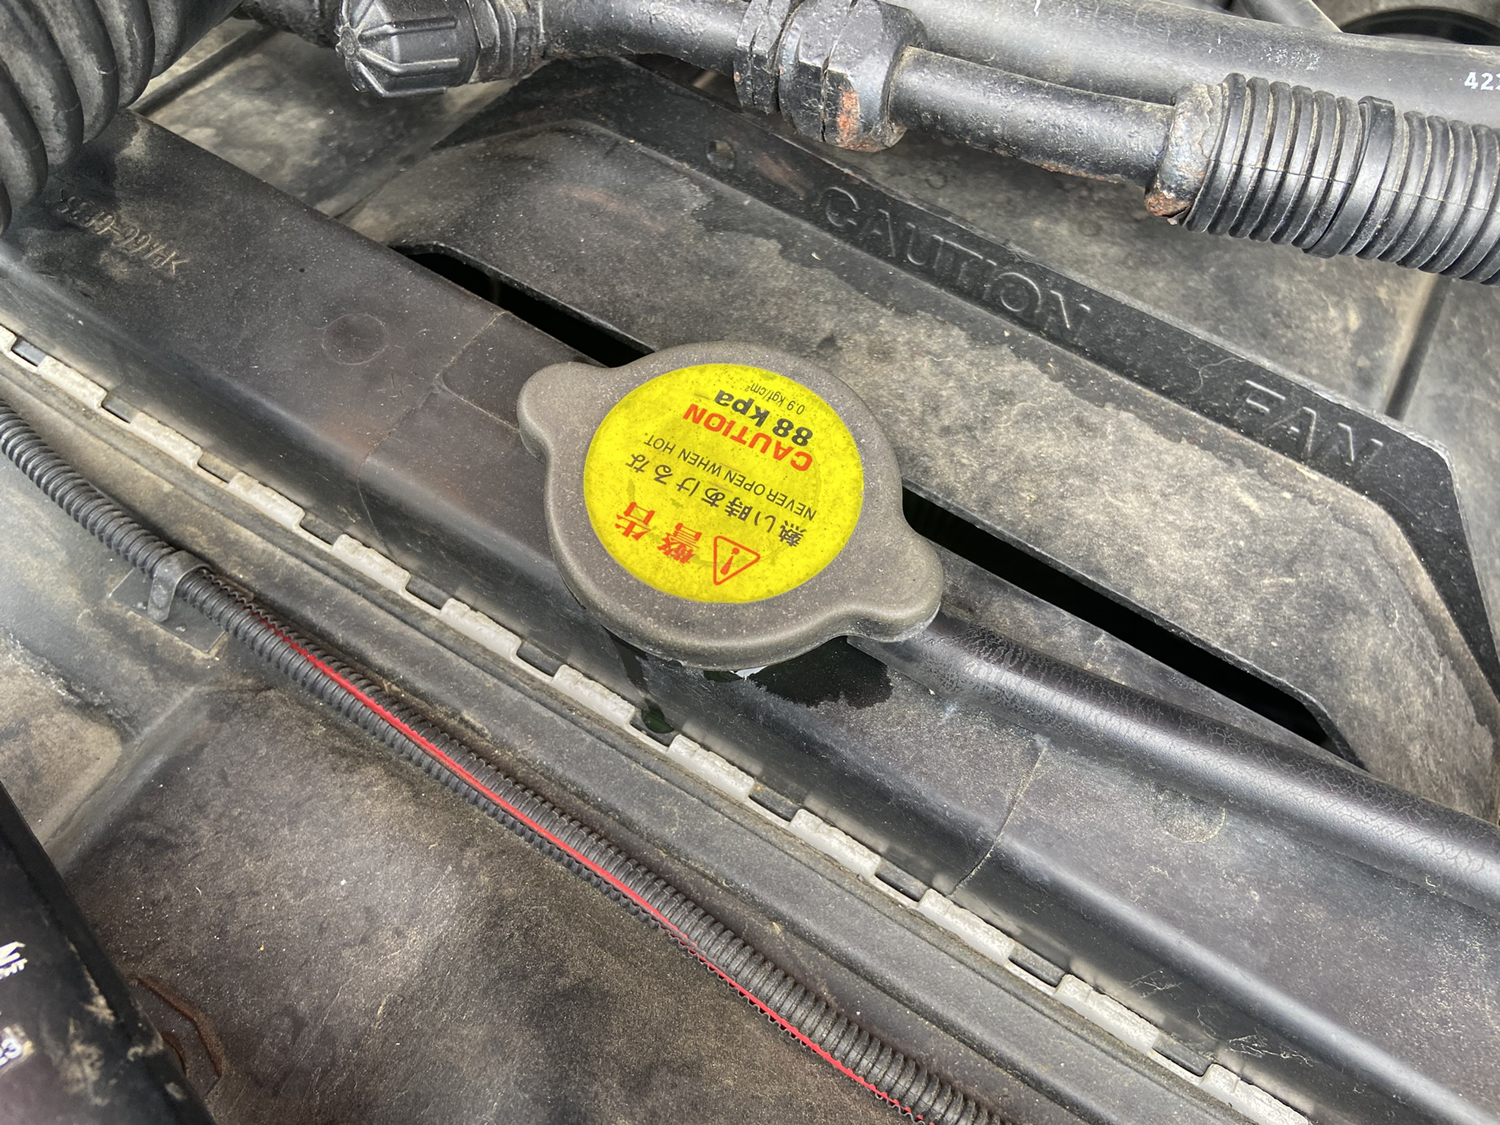 CAUTION FAN
⚠警告
熱い時あけるな
NEVER OPEN WHEN HOT.
CAUTION
88 kpa
0.9 kgf/cm²
422